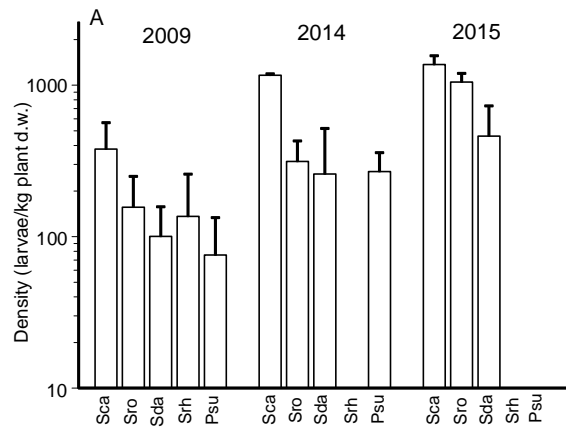 A
2009
2014
2015
Density (larvae/kg plant d.w.)
1000
100
10
Sca Sro Sda Srh Psu Sca Sro Sda Srh Psu Sca Sro Sda Srh Psu